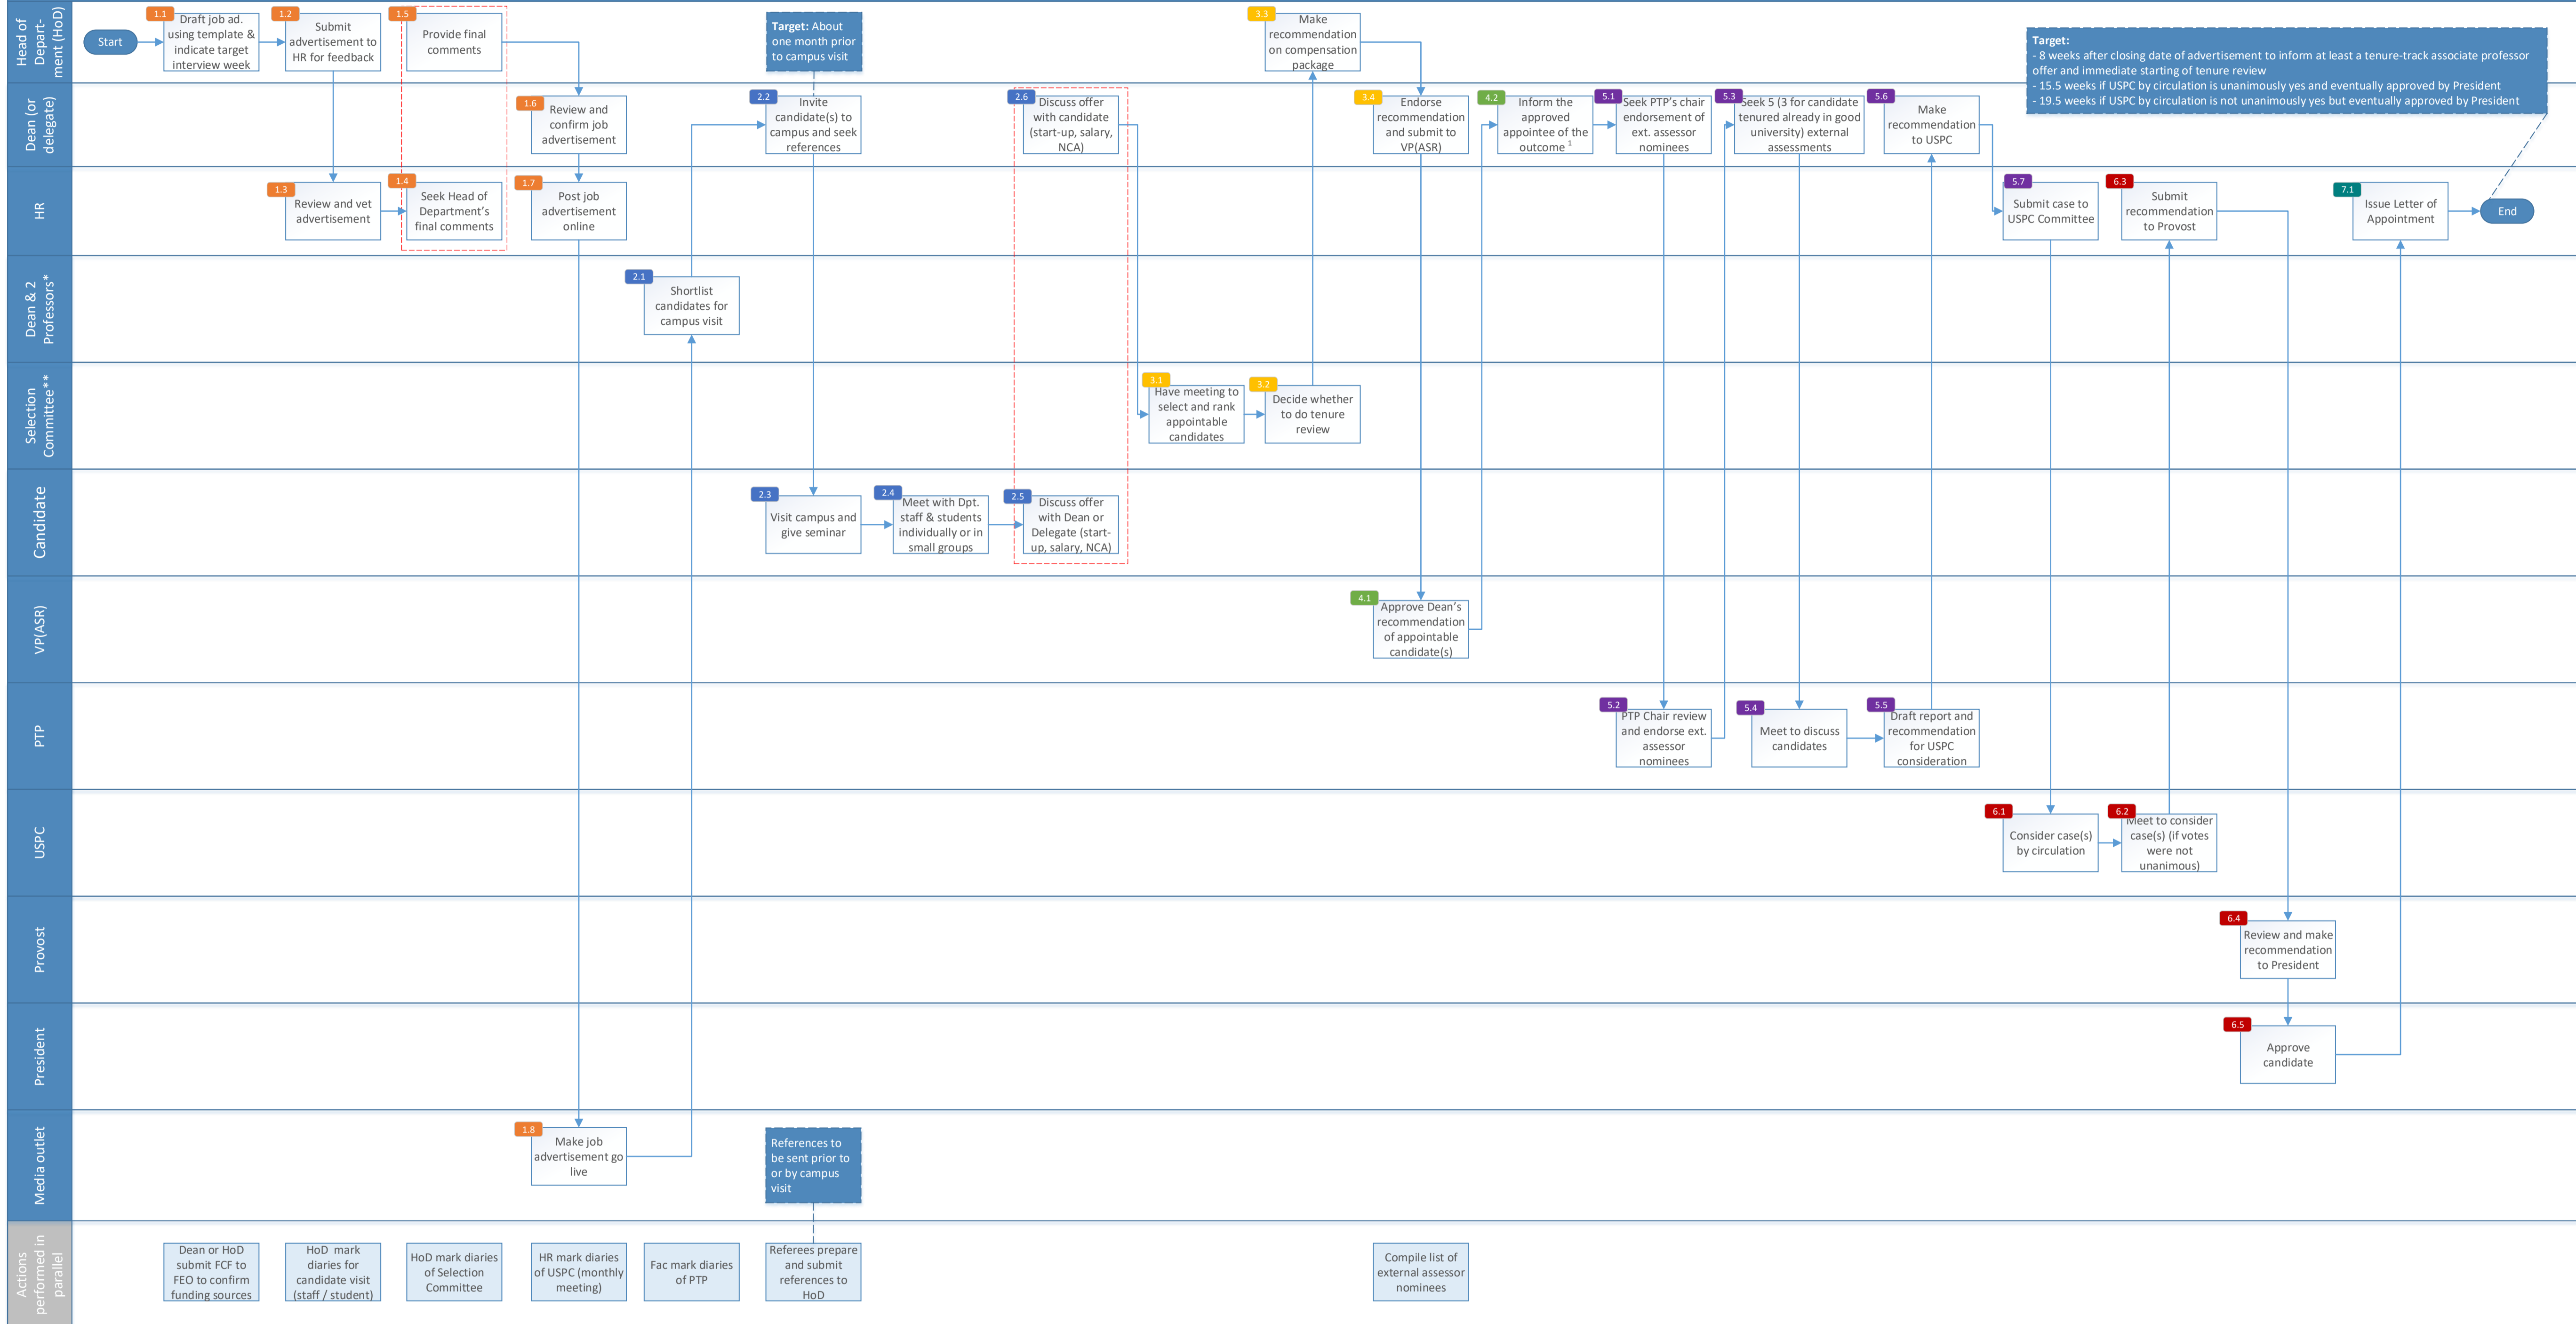 Head of
Depart-
ment (HoD)
Start
1.1
Draft job ad.
using template &
indicate target
interview week
1.2
Submit
advertisement to
HR for feedback
1.5
Provide final
comments
Target: About
one month prior
to campus visit
3.3
Make
recommendation
on compensation
package
Target:
- 8 weeks after closing date of advertisement to inform at least a tenure-track associate professor
offer and immediate starting of tenure review
- 15.5 weeks if USPC by circulation is unanimously yes and eventually approved by President
- 19.5 weeks if USPC by circulation is not unanimously yes but eventually approved by President
Dean (or
delegate)
1.6
Review and
confirm job
advertisement
2.2
Invite
candidate(s) to
campus and seek
references
2.6
Discuss offer
with candidate
(start-up, salary,
NCA)
3.4
Endorse
recommendation
and submit to
VP(ASR)
4.2
Inform the
approved
appointee of the
outcome 1
5.1
Seek PTP's chair
endorsement of
ext. assessor
nominees
5.3
Seek 5 (3 for candidate
tenured already in good
university) external
assessments
5.6
Make
recommendation
to USPC
HR
1.3
Review and vet
advertisement
1.4
Seek Head of
Department's
final comments
1.7
Post job
advertisement
online
5.7
Submit case to
USPC Committee
6.3
Submit
recommendation
to Provost
7.1
Issue Letter of
Appointment
End
Dean & 2
Professors*
2.1
Shortlist
candidates for
campus visit
Selection
Committee**
3.1
Have meeting to
select and rank
appointable
candidates
3.2
Decide whether
to do tenure
review
Candidate
2.3
Visit campus and
give seminar
2.4
Meet with Dpt.
staff & students
individually or in
small groups
2.5
Discuss offer
with Dean or
Delegate (start-
up, salary, NCA)
VP(ASR)
4.1
Approve Dean's
recommendation
of appointable
candidate(s)
PTP
5.2
PTP Chair review
and endorse ext.
assessor
nominees
5.4
Meet to discuss
candidates
5.5
Draft report and
recommendation
for USPC
consideration
USPC
6.1
Consider case(s)
by circulation
6.2
Meet to consider
case(s) (if votes
were not
unanimous)
Provost
6.4
Review and make
recommendation
to President
President
6.5
Approve
candidate
Media outlet
1.8
Make job
advertisement go
live
References to
be sent prior to
or by campus
visit
Actions
performed in
parallel
Dean or HoD
submit FCF to
FEO to confirm
funding sources
HoD mark
diaries for
candidate visit
(staff / student)
HoD mark diaries
of Selection
Committee
HR mark diaries
of USPC (monthly
meeting)
Fac mark diaries
of PTP
Referees prepare
and submit
references to
HoD
Compile list of
external assessor
nominees